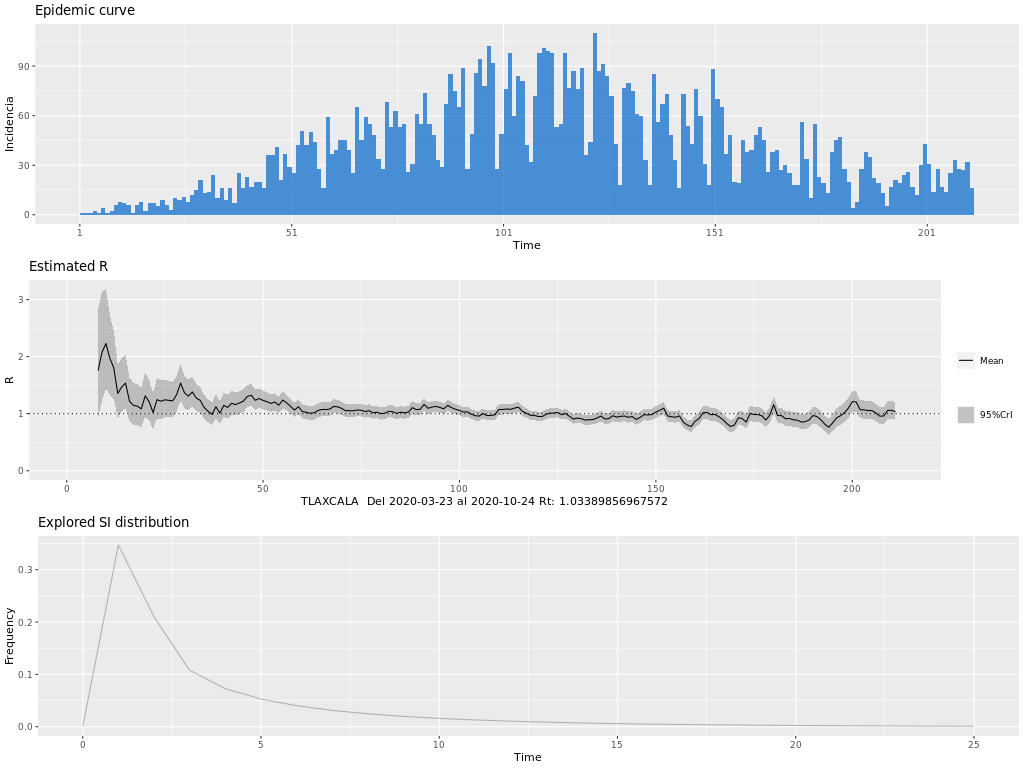 Epidemic curve
90
60
30
0
Incidencia
1 51 101 151 201
Time
Estimated R
3
2
1
0
R
Mean
95%CrI
0 50 100 150 200
TLAXCALA  Del 2020-03-23 al 2020-10-24 Rt: 1.03389856967572
Explored SI distribution
0.3
0.2
0.1
0.0
Frequency
0 5 10 15 20 25
Time